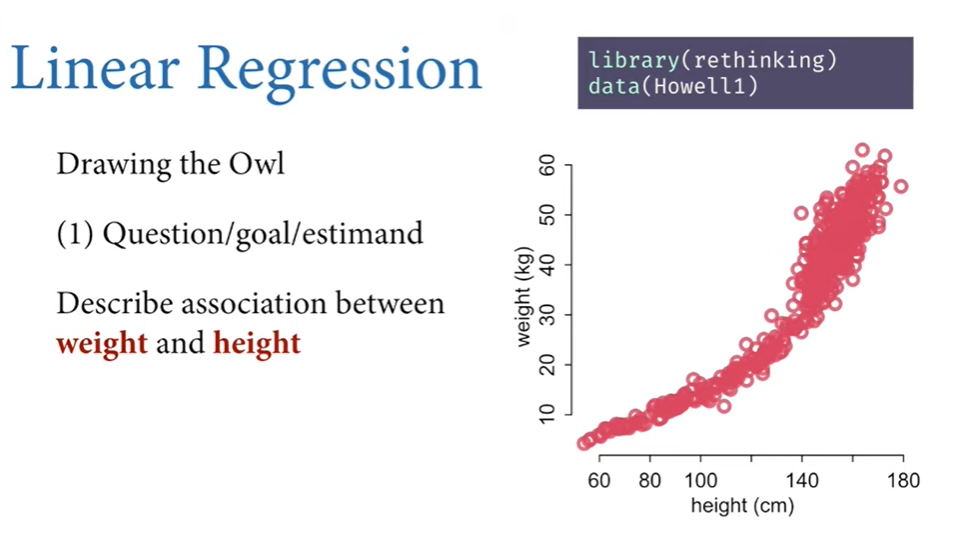 Linear Regression
library(rethinking)
data(Howell1)
Drawing the Owl
(1) Question/goal/estimand
Describe association between
weight and height
weight (kg)
60
50
40
30
20
10
60 80 100 140 180
height (cm)